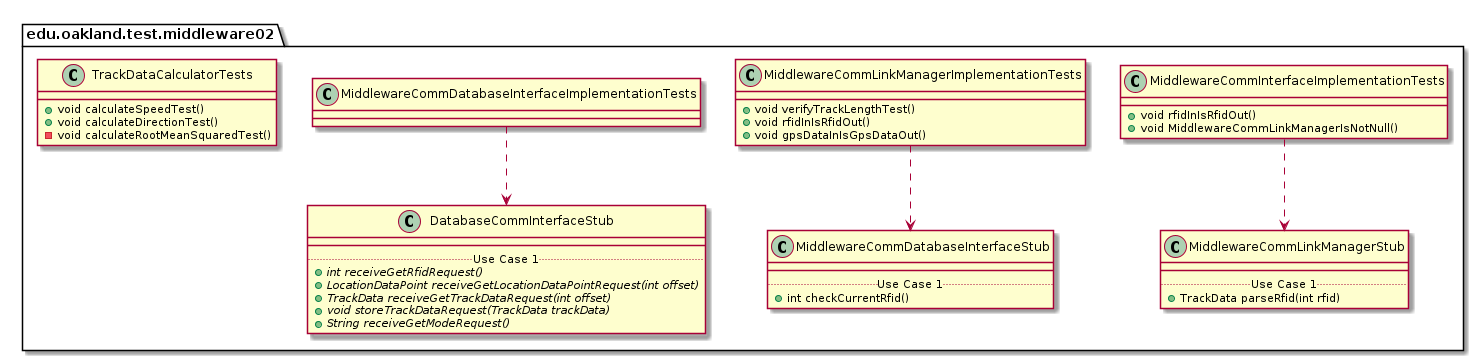 edu.oakland.test.middleware02
C TrackDataCalculatorTests
void calculateSpeedTest()
void calculateDirectionTest()
void calculateRootMeanSquaredTest()
C MiddlewareCommDatabaseInterfaceImplementationTests
C MiddlewareCommLinkManagerImplementationTests
void verifyTrackLengthTest()
void rfidInIsRfidOut()
void gpsDataInIsGpsDataOut()
C MiddlewareCommInterfaceImplementationTests
void rfidInIsRfidOut()
void MiddlewareCommLinkManagerIsNotNull()
C DatabaseCommInterfaceStub
Use Case 1
int receiveGetRfidRequest()
LocationDataPoint receiveGetLocationDataPointRequest(int offset)
TrackData receiveGetTrackDataRequest(int offset)
void storeTrackDataRequest(TrackData trackData)
String receiveGetModeRequest()
C MiddlewareCommDatabaseInterfaceStub
Use Case 1
int checkCurrentRfid()
C MiddlewareCommLinkManagerStub
Use Case 1
TrackData parseRfid(int rfid)